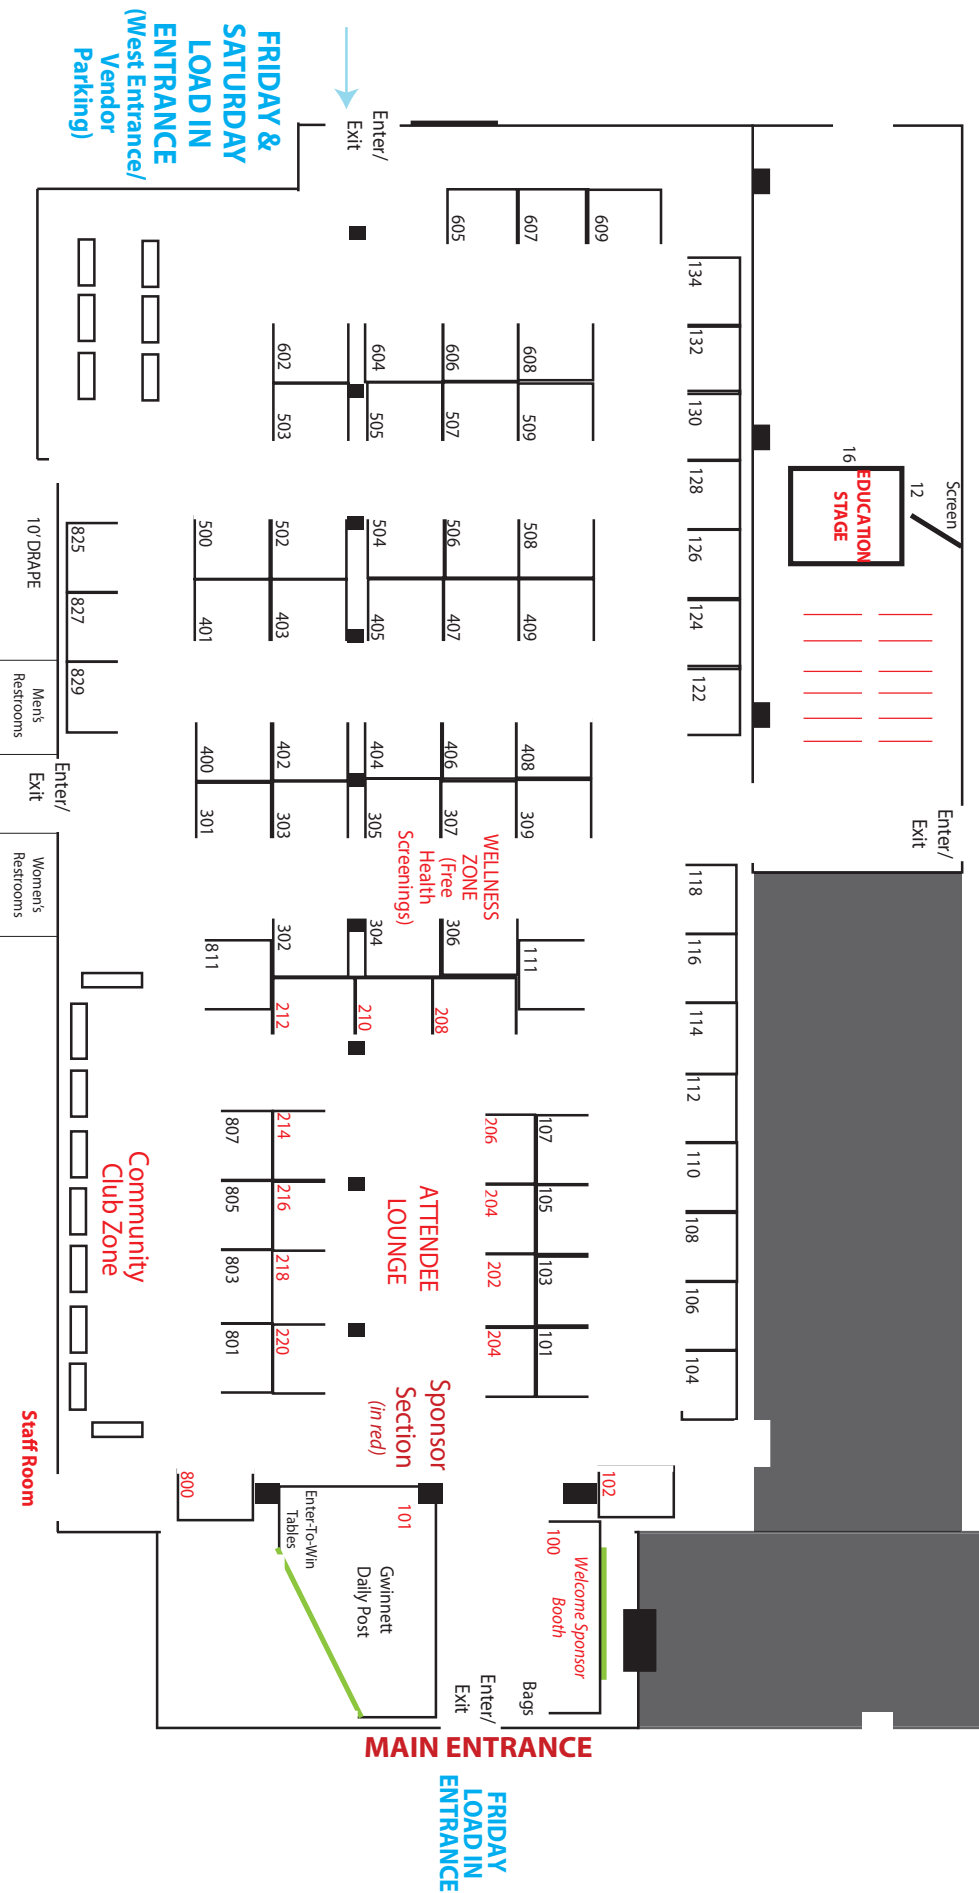 FRIDAY &
SATURDAY
LOAD IN
ENTRANCE
(West Entrance/
Vendor
Parking)
Enter/
Exit
605
607
609
134
132
130
128
126
124
122
602
604
606
608
503
505
507
509
16
EDUCATION
STAGE
12
Screen
500
502
504
506
508
401
403
405
407
409
10' DRAPE
825
827
829
Men's
Restrooms
Enter/
Exit
Women's
Restrooms
400
402
404
406
408
301
303
305
307
309
Enter/
Exit
WELLNESS
ZONE
(Free
Health
Screenings)
118
116
114
112
110
108
106
104
811
302
304
306
111
212
210
208
807
805
803
801
214
216
218
220
206
204
202
204
107
105
103
101
ATTENDEE
LOUNGE
Community
Club Zone
Sponsor
Section
(in red)
Staff Room
800
101
102
Enter-To-Win
Tables
Gwinnett
Daily Post
100
Welcome Sponsor
Booth
Bags
Enter/
Exit
MAIN ENTRANCE
FRIDAY
LOAD IN
ENTRANCE